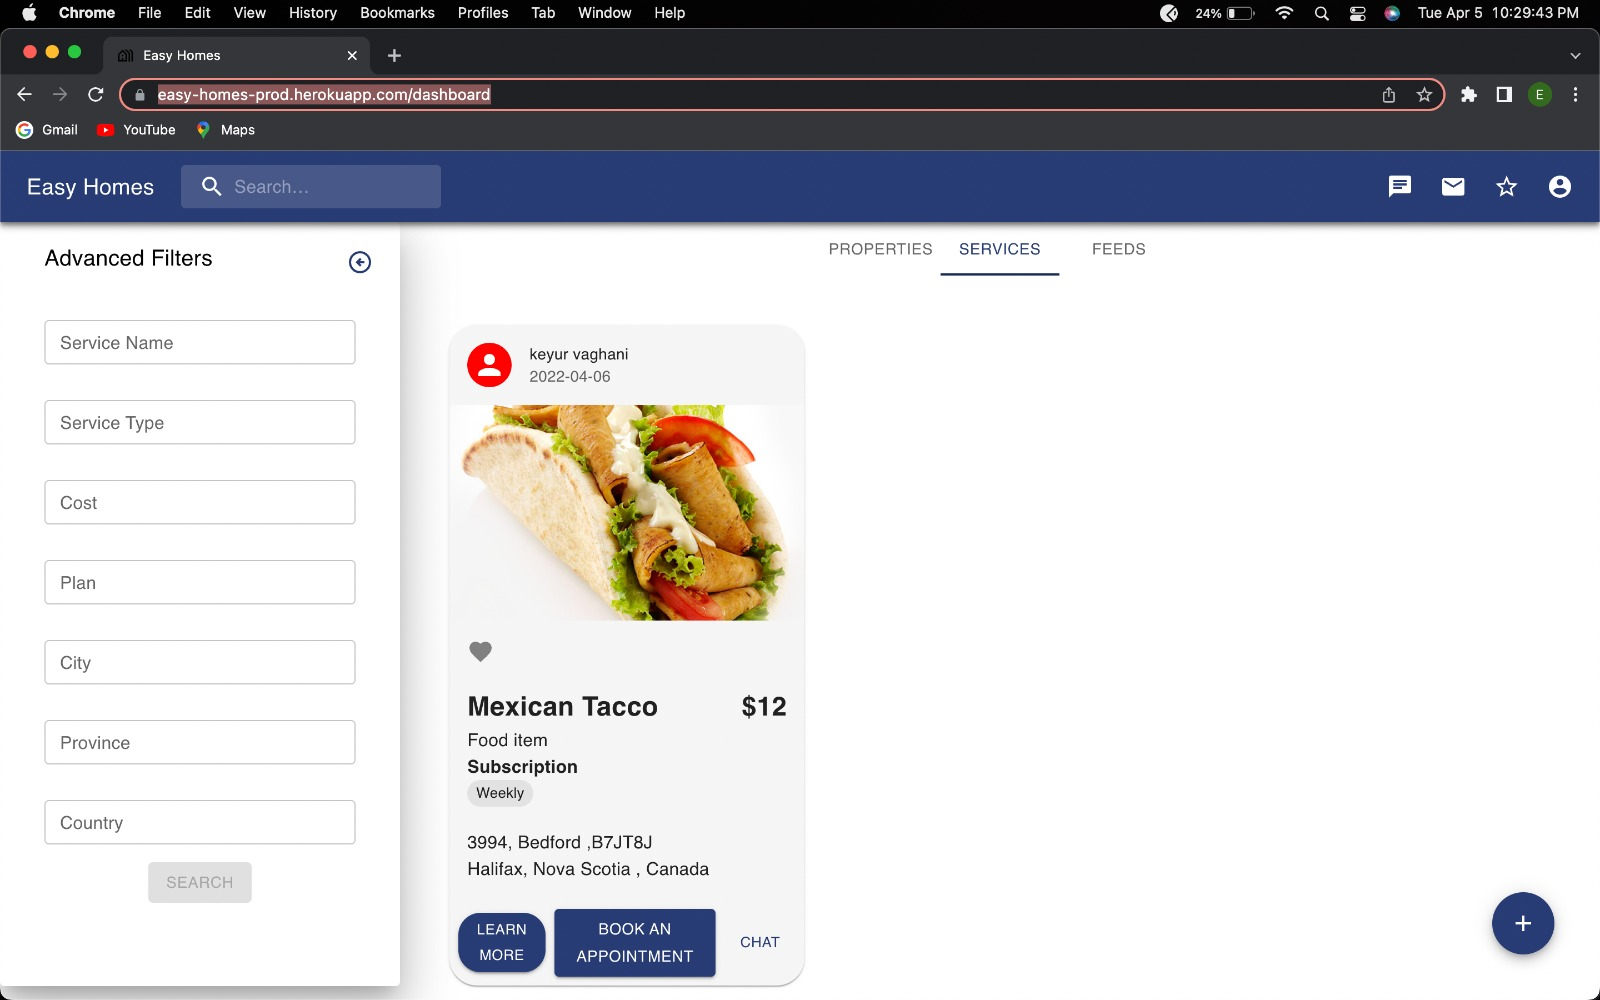 Chrome File Edit View History Bookmarks Profiles Tab Window Help 24% Tue Apr 5 10:29:43 PM
Easy Homes
easy-homes-prod.herokuapp.com/dashboard E
Gmail YouTube Maps
Easy Homes Search...
PROPERTIES SERVICES FEEDS
Advanced Filters
Service Name
Service Type
Cost
Plan
City
Province
Country
SEARCH
keyur vaghani
2022-04-06
Mexican Tacco $12
Food item
Subscription
Weekly
3994, Bedford ,B7JT8J
Halifax, Nova Scotia , Canada
LEARN
MORE
BOOK AN
APPOINTMENT
CHAT
+